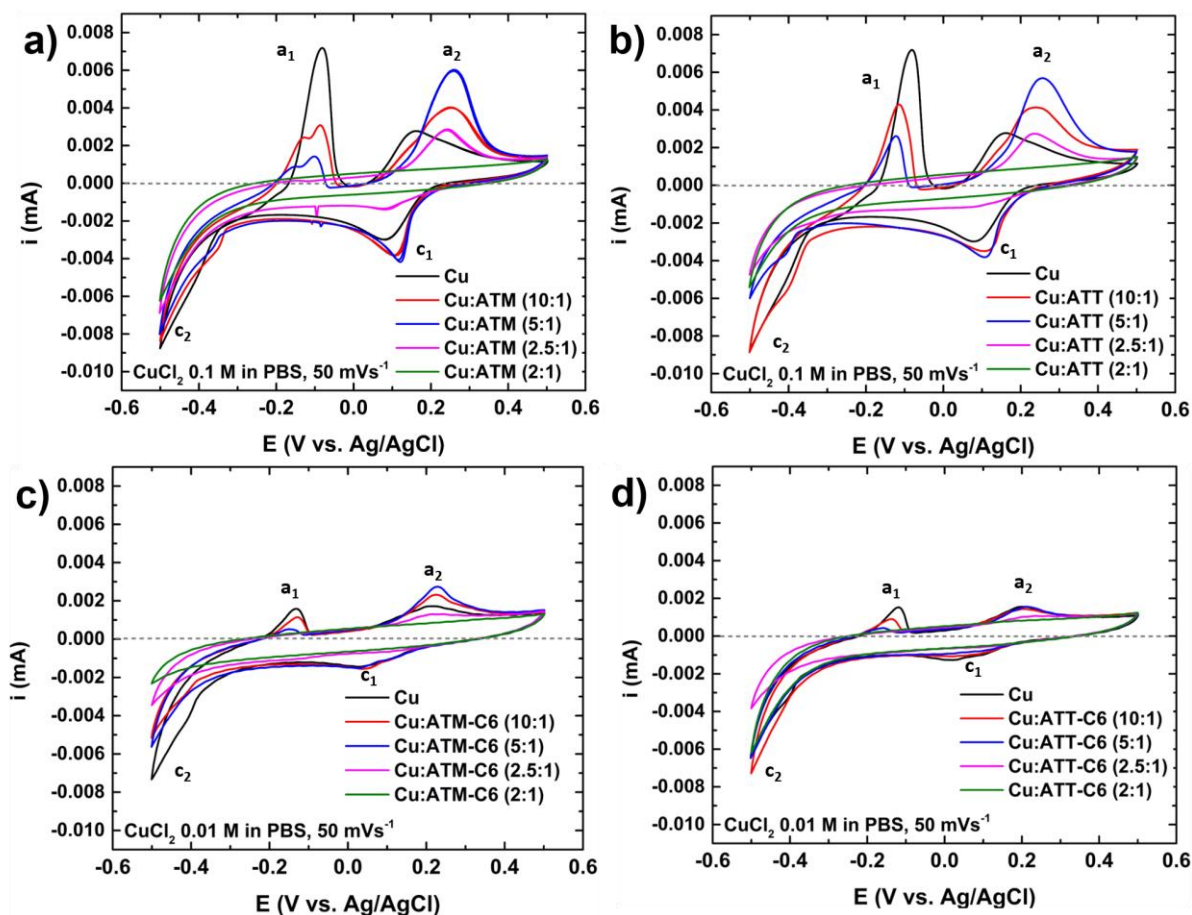 a)
a₁
a₂
c₁
c₂
0.008
0.006
0.004
0.002
0.000
-0.002
-0.004
-0.006
-0.008
-0.010
i (mA)
Cu
Cu:ATM (10:1)
Cu:ATM (5:1)
Cu:ATM (2.5:1)
Cu:ATM (2:1)
CuCl₂ 0.1 M in PBS, 50 mVs⁻¹
-0.6 -0.4 -0.2 0.0 0.2 0.4 0.6
E (V vs. Ag/AgCl)
b)
a₁
a₂
c₁
c₂
0.008
0.006
0.004
0.002
0.000
-0.002
-0.004
-0.006
-0.008
-0.010
i (mA)
Cu
Cu:ATT (10:1)
Cu:ATT (5:1)
Cu:ATT (2.5:1)
Cu:ATT (2:1)
CuCl₂ 0.1 M in PBS, 50 mVs⁻¹
-0.6 -0.4 -0.2 0.0 0.2 0.4 0.6
E (V vs. Ag/AgCl)
c)
a₁
a₂
c₁
c₂
0.008
0.006
0.004
0.002
0.000
-0.002
-0.004
-0.006
-0.008
-0.010
i (mA)
Cu
Cu:ATM-C6 (10:1)
Cu:ATM-C6 (5:1)
Cu:ATM-C6 (2.5:1)
Cu:ATM-C6 (2:1)
CuCl₂ 0.01 M in PBS, 50 mVs⁻¹
-0.6 -0.4 -0.2 0.0 0.2 0.4 0.6
E (V vs. Ag/AgCl)
d)
a₁
a₂
c₁
c₂
0.008
0.006
0.004
0.002
0.000
-0.002
-0.004
-0.006
-0.008
-0.010
i (mA)
Cu
Cu:ATT-C6 (10:1)
Cu:ATT-C6 (5:1)
Cu:ATT-C6 (2.5:1)
Cu:ATT-C6 (2:1)
CuCl₂ 0.01 M in PBS, 50 mVs⁻¹
-0.6 -0.4 -0.2 0.0 0.2 0.4 0.6
E (V vs. Ag/AgCl)